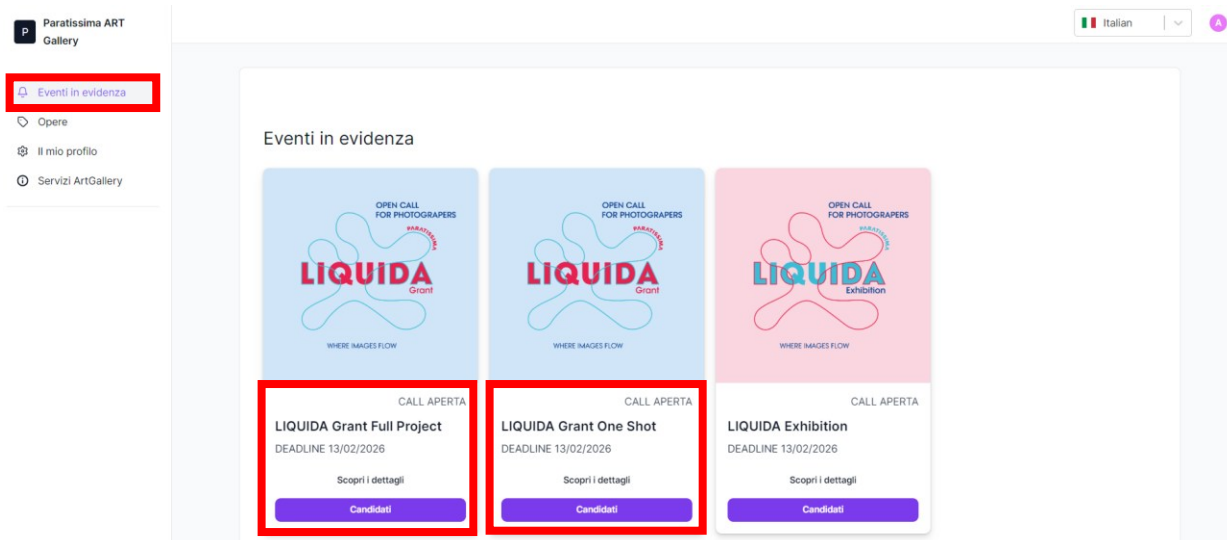 P
Paratissima ART
Gallery
Italian
A
Eventi in evidenza
Opere
Il mio profilo
Servizi ArtGallery
Eventi in evidenza
OPEN CALL
FOR PHOTOGRAPERS
PARATISSIMA
LIQUIDA
Grant
WHERE IMAGES FLOW
CALL APERTA
LIQUIDA Grant Full Project
DEADLINE 13/02/2026
Scopri i dettagli
Candidati
OPEN CALL
FOR PHOTOGRAPERS
PARATISSIMA
LIQUIDA
Grant
WHERE IMAGES FLOW
CALL APERTA
LIQUIDA Grant One Shot
DEADLINE 13/02/2026
Scopri i dettagli
Candidati
OPEN CALL
FOR PHOTOGRAPERS
PARATISSIMA
LIQUIDA
Exhibition
WHERE IMAGES FLOW
CALL APERTA
LIQUIDA Exhibition
DEADLINE 13/02/2026
Scopri i dettagli
Candidati